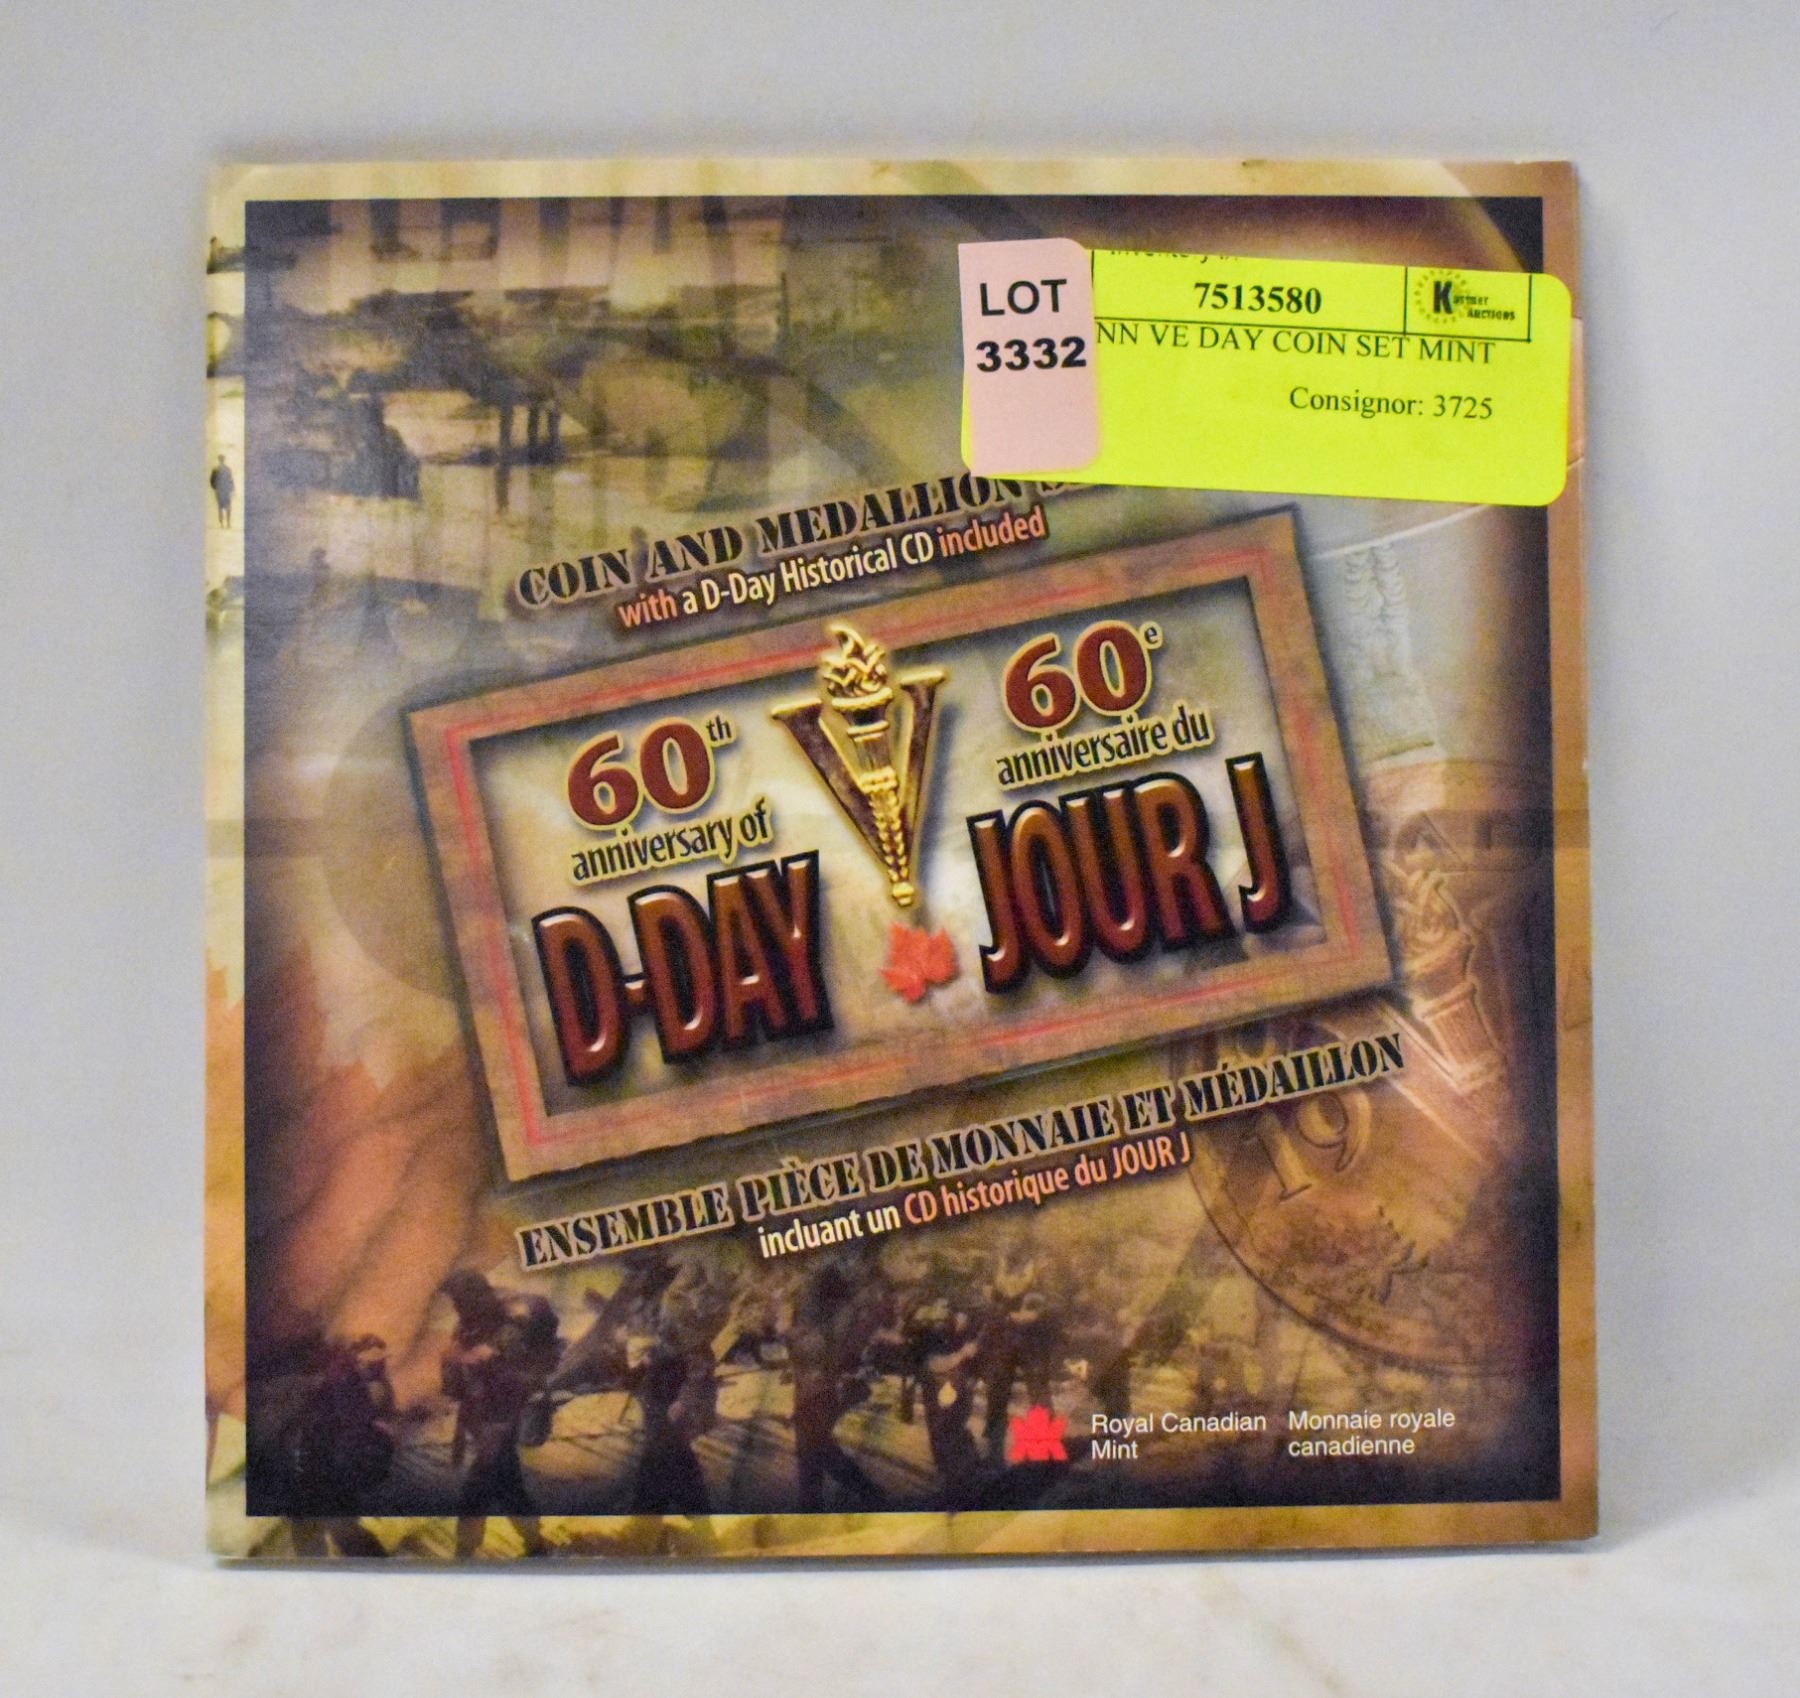 LOT
3332
7513580
NN VE DAY COIN SET MINT
Consignor: 3725
COIN AND MEDALLION
with a D-Day Historical CD included
60th
anniversary of
D-DAY
60e
anniversaire du
JOUR J
ENSEMBLE PIÈCE DE MONNAIE ET MÉDAILLON
incluant un CD historique du JOUR J
19
Royal Canadian
Mint
Monnaie royale
canadienne